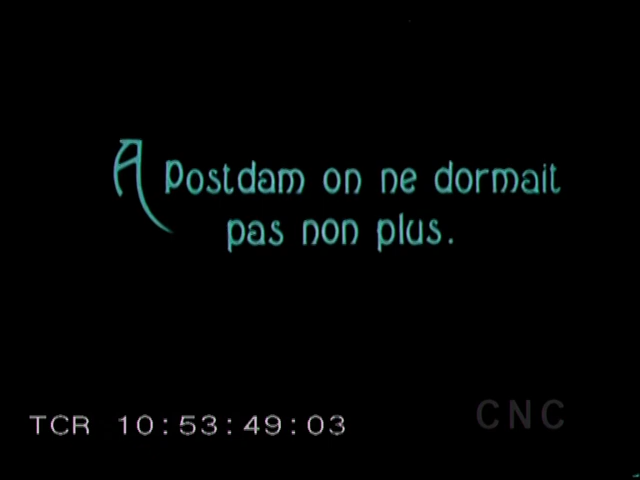 A Postdam on ne dormait
pas non plus.
TCR 10:53:49:03
CNC